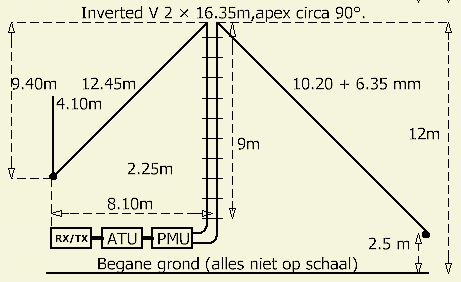 Inverted V 2 × 16.35m,apex circa 90°.
9.40m
12.45m
10.20 + 6.35 mm
4.10m
12m
9m
2.25m
8.10m
RX/TX
ATU
PMU
2.5 m
Begane grond (alles niet op schaal)